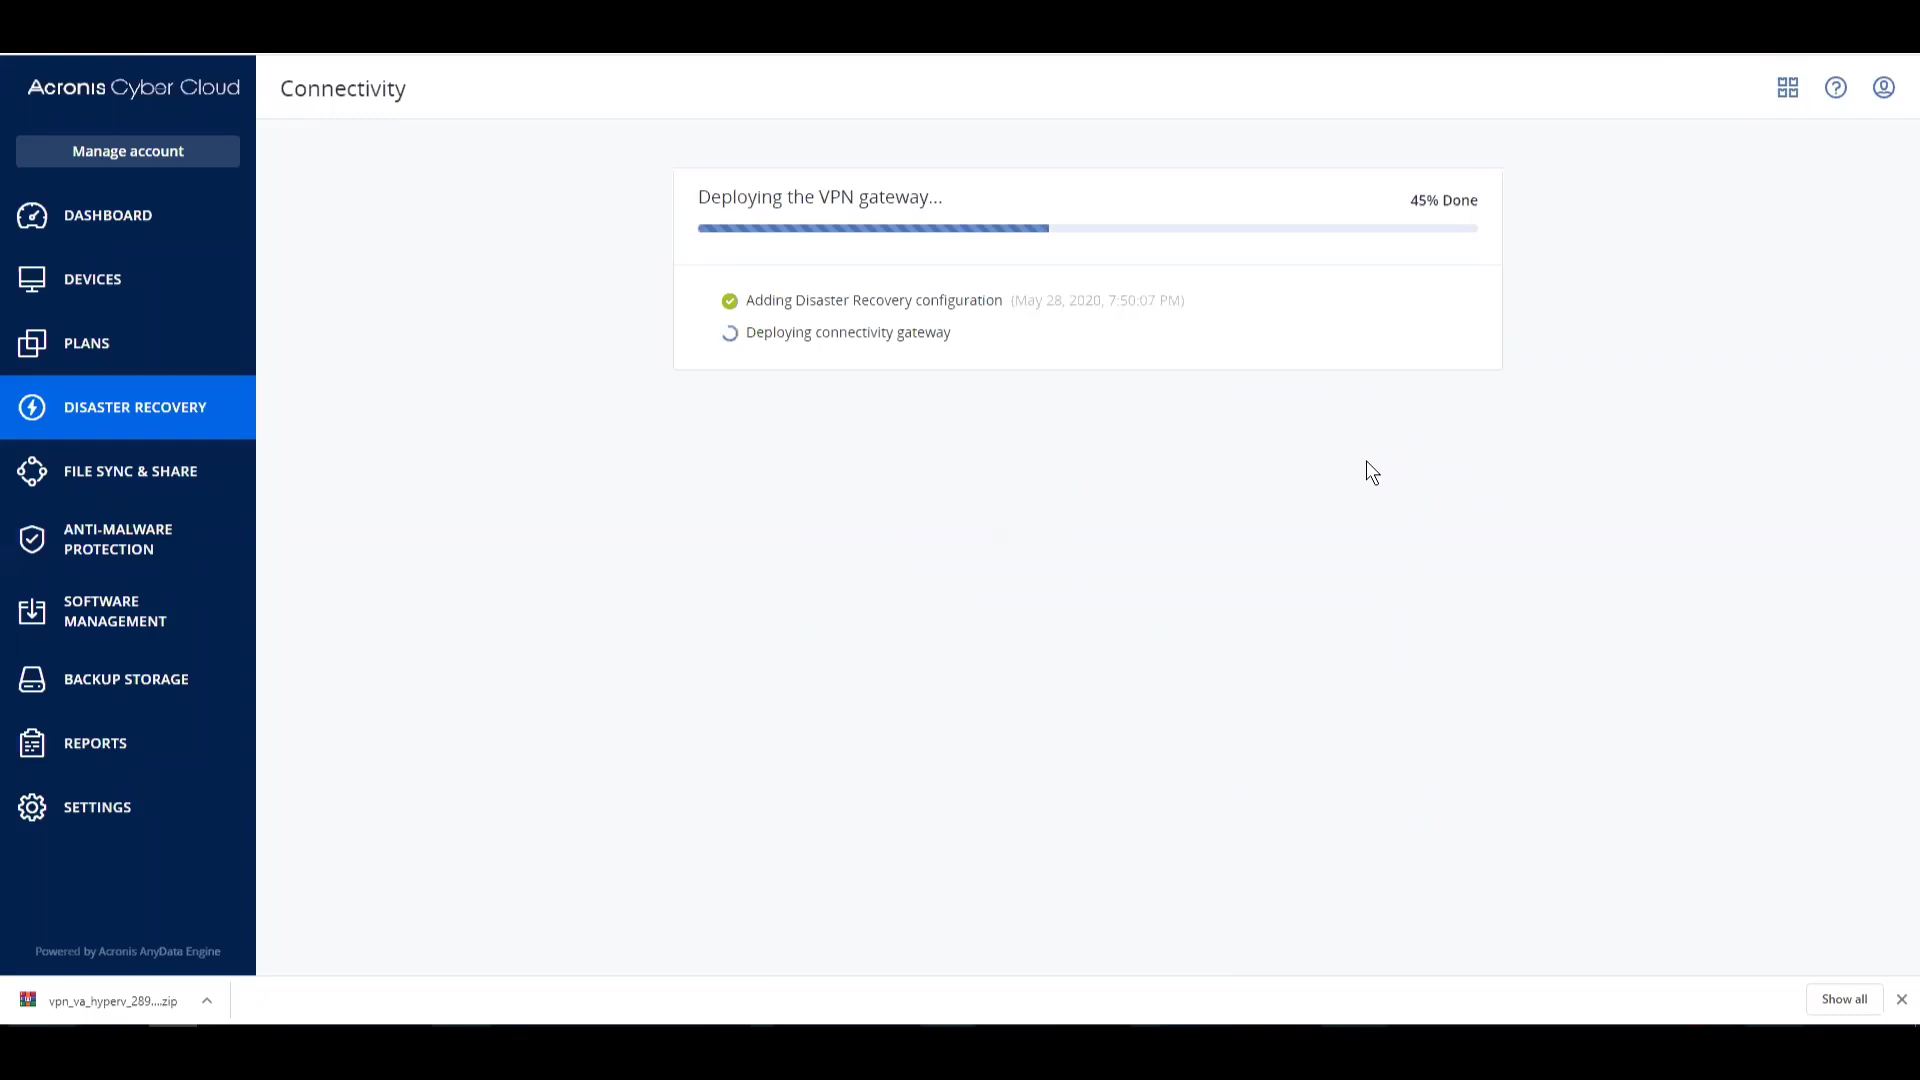 Acronis Cyber Cloud
Connectivity
Manage account
DASHBOARD
DEVICES
PLANS
DISASTER RECOVERY
FILE SYNC & SHARE
ANTI-MALWARE
PROTECTION
SOFTWARE
MANAGEMENT
BACKUP STORAGE
REPORTS
SETTINGS
Powered by Acronis AnyData Engine
Deploying the VPN gateway...
45% Done
Adding Disaster Recovery configuration (May 28, 2020, 7:50:07 PM)
Deploying connectivity gateway
vpn_va_hyperv_289....zip
Show all